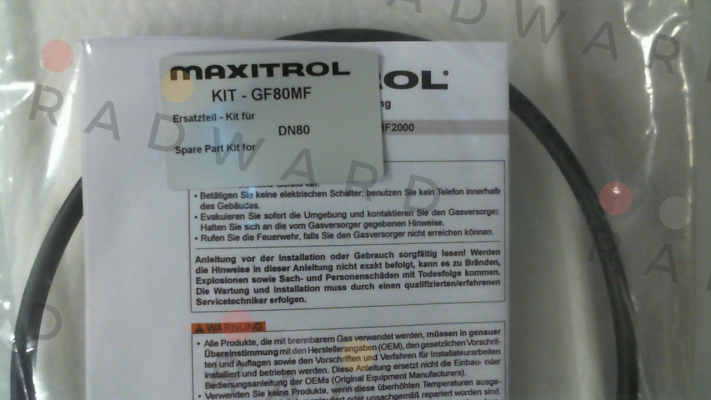 RADWARD
MAXITROL
ROL®
KIT - GF80MF
Ersatzteil - Kit für
DN80
Spare Part Kit for
• Betätigen Sie keine elektrischen Schalter; benutzen Sie kein Telefon innerhalb
des Gebäudes.
• Evakuieren Sie sofort die Umgebung und kontaktieren Sie den Gasversorger.
Halten Sie sich an die vom Gasversorger gegebenen Hinweise.
• Rufen Sie die Feuerwehr, falls Sie den Gasversorger nicht erreichen können.
Anleitung vor der Installation oder Gebrauch sorgfältig lesen! Werden
die Hinweise in dieser Anleitung nicht exakt befolgt, kann es zu Bränden,
Explosionen sowie Sach- und Personenschäden mit Todesfolge kommen.
Die Wartung und Installation muss durch einen qualifizierten/erfahrenen
Servicetechniker erfolgen.
WARNUNG
• Alle Produkte, die mit brennbarem Gas verwendet werden, müssen in genauer
Übereinstimmung mit den Herstellerangaben (OEM), den gesetzlichen Vorschrif-
ten und Auflagen sowie den Vorschriften und Verfahren für Installateurarbeiten
installiert und betrieben werden. Diese Anleitung ersetzt nicht die Einbau- oder
Bedienungsanleitung der OEMs (Original Equipment Manufacturers).
• Verwenden Sie keine Produkte, wenn diese überhöhten Temperaturen ausge-